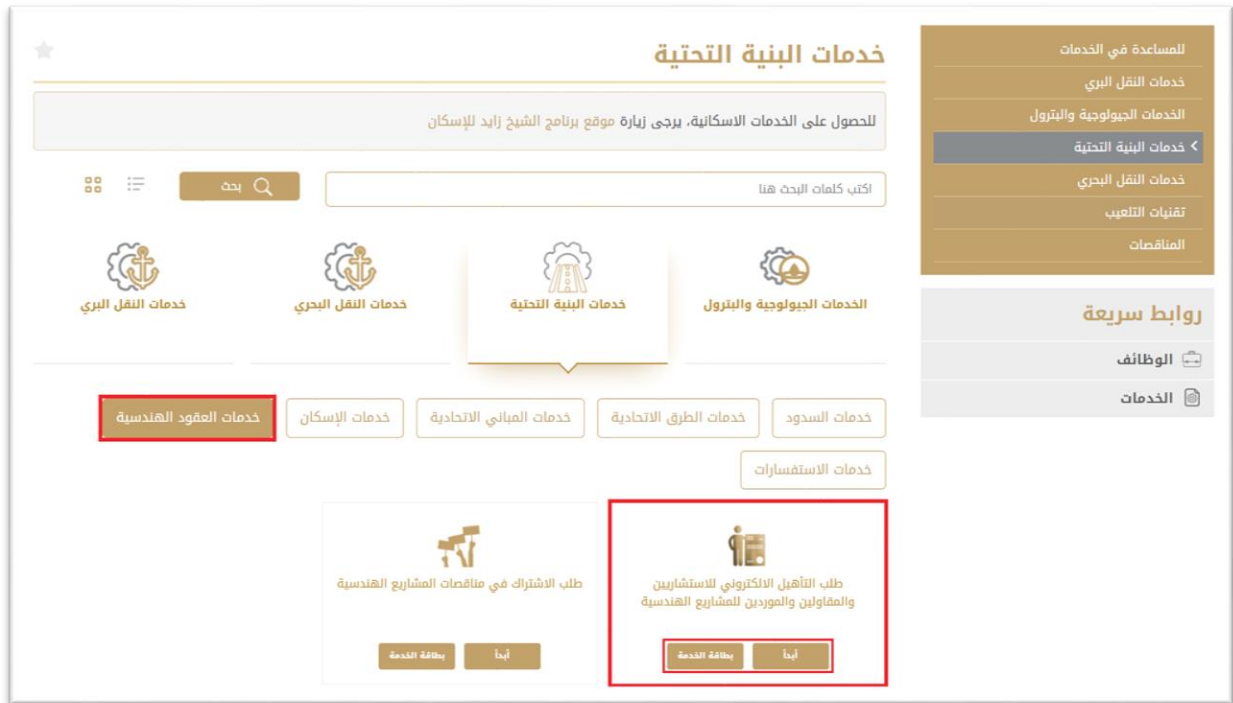 للمساعدة في الخدمات
خدمات النقل البري
الخدمات الجيولوجية والبترول
خدمات البنية التحتية
خدمات النقل البحري
تقنيات التلعيب
المناقصات
روابط سريعة
الوظائف
الخدمات
خدمات البنية التحتية
للحصول على الخدمات الاسكانية، يرجى زيارة موقع برنامج الشيخ زايد للإسكان
اكتب كلمات البحث هنا
بحث
الخدمات الجيولوجية والبترول
خدمات البنية التحتية
خدمات النقل البحري
خدمات النقل البري
خدمات السدود
خدمات الطرق الاتحادية
خدمات المباني الاتحادية
خدمات الإسكان
خدمات العقود الهندسية
خدمات الاستفسارات
طلب التأهيل الالكتروني للاستشاريين
والمقاولين والموردين للمشاريع الهندسية
أبدأ
بطاقة الخدمة
طلب الاشتراك في مناقصات المشاريع الهندسية
أبدأ
بطاقة الخدمة